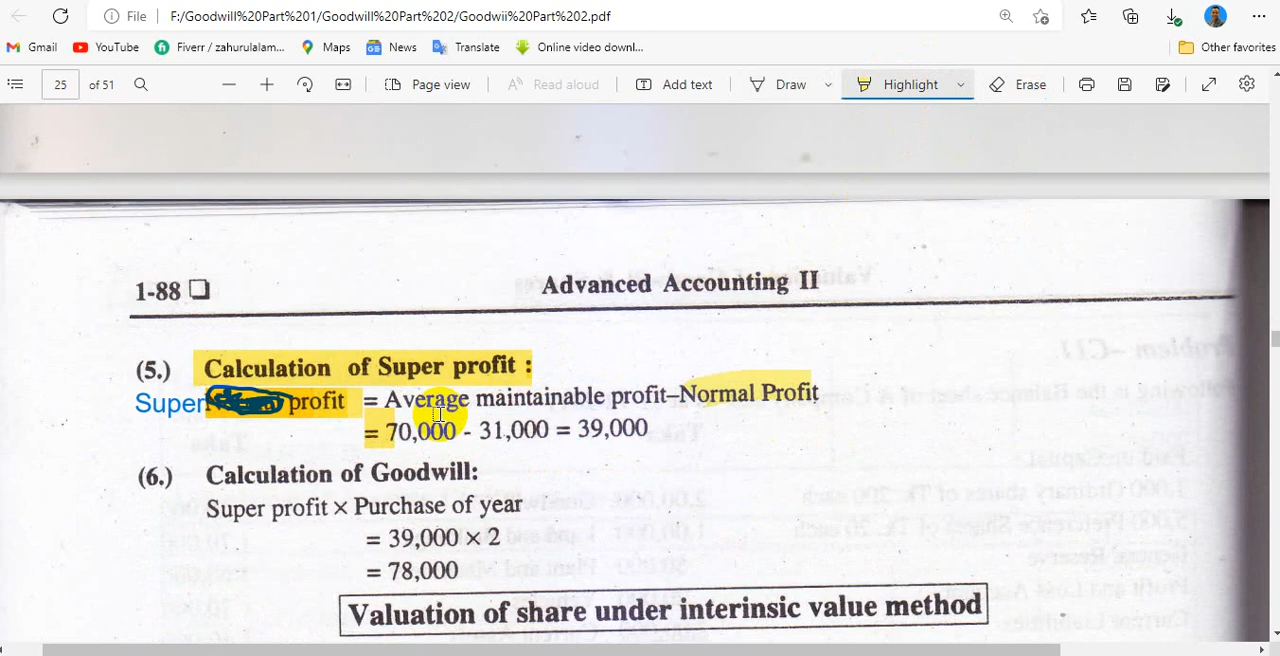 File F:/Goodwill%20Part%201/Goodwill%20Part%202/Goodwii%20Part%202.pdf
Gmail YouTube Fiverr / zahurulalam... Maps News Translate Online video downl... Other favorites
25 of 51 Page view Read aloud Add text Draw Highlight Erase
1-88 Advanced Accounting II
(5.) Calculation of Super profit :
Super profit = Average maintainable profit–Normal Profit
= 70,000 - 31,000 = 39,000
(6.) Calculation of Goodwill:
Super profit × Purchase of year
= 39,000 × 2
= 78,000
Valuation of share under interinsic value method